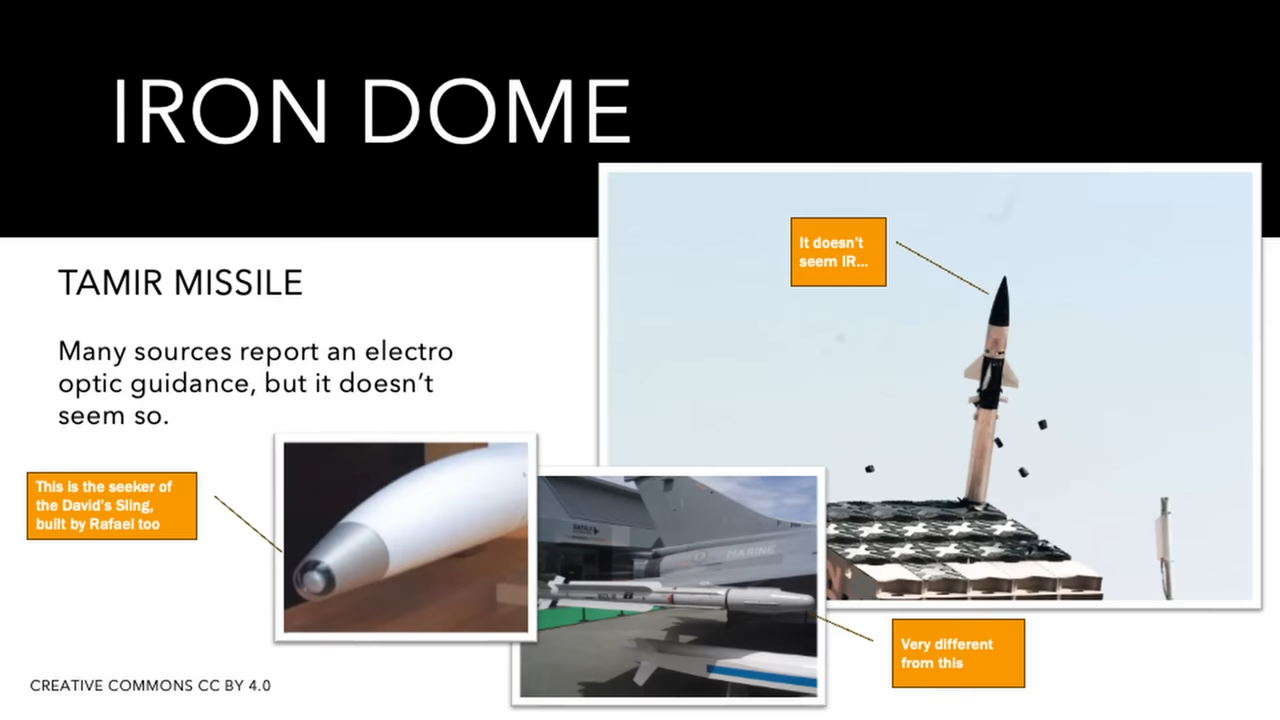 IRON DOME
TAMIR MISSILE
Many sources report an electro
optic guidance, but it doesn't
seem so.
It doesn't
seem IR...
This is the seeker of
the David's Sling,
built by Rafael too
MARINE
Very different
from this
CREATIVE COMMONS CC BY 4.0